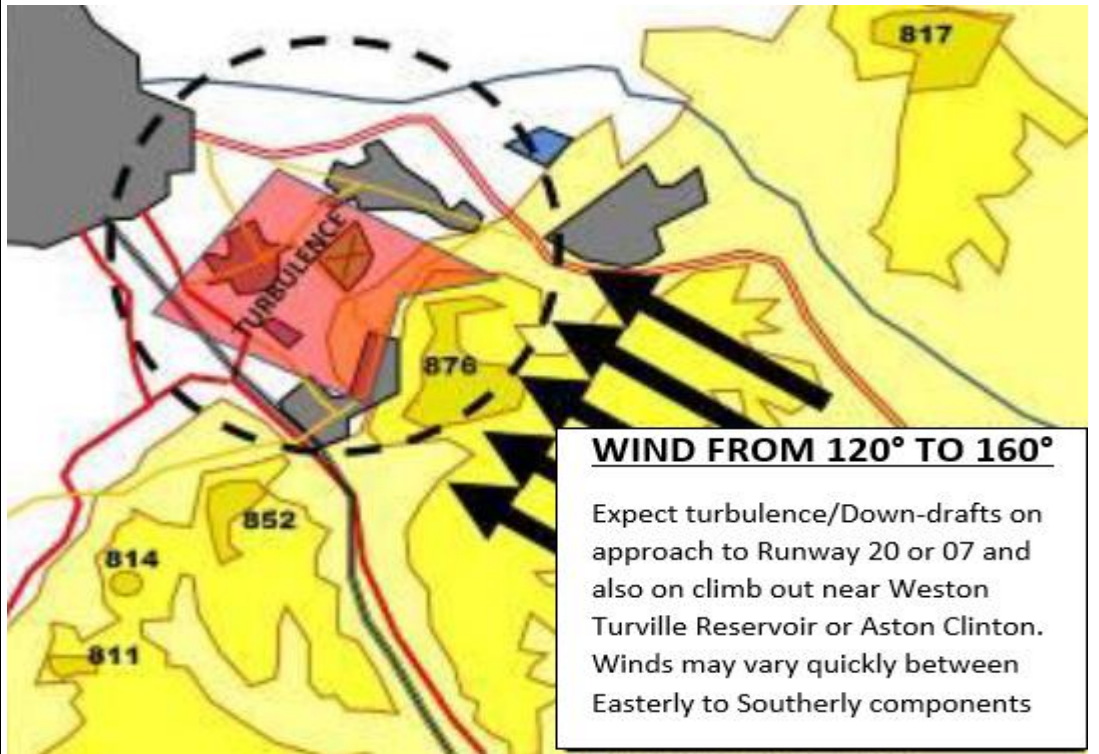 817
TURBULENCE
876
852
814
811
WIND FROM 120° TO 160°
Expect turbulence/Down-drafts on
approach to Runway 20 or 07 and
also on climb out near Weston
Turville Reservoir or Aston Clinton.
Winds may vary quickly between
Easterly to Southerly components